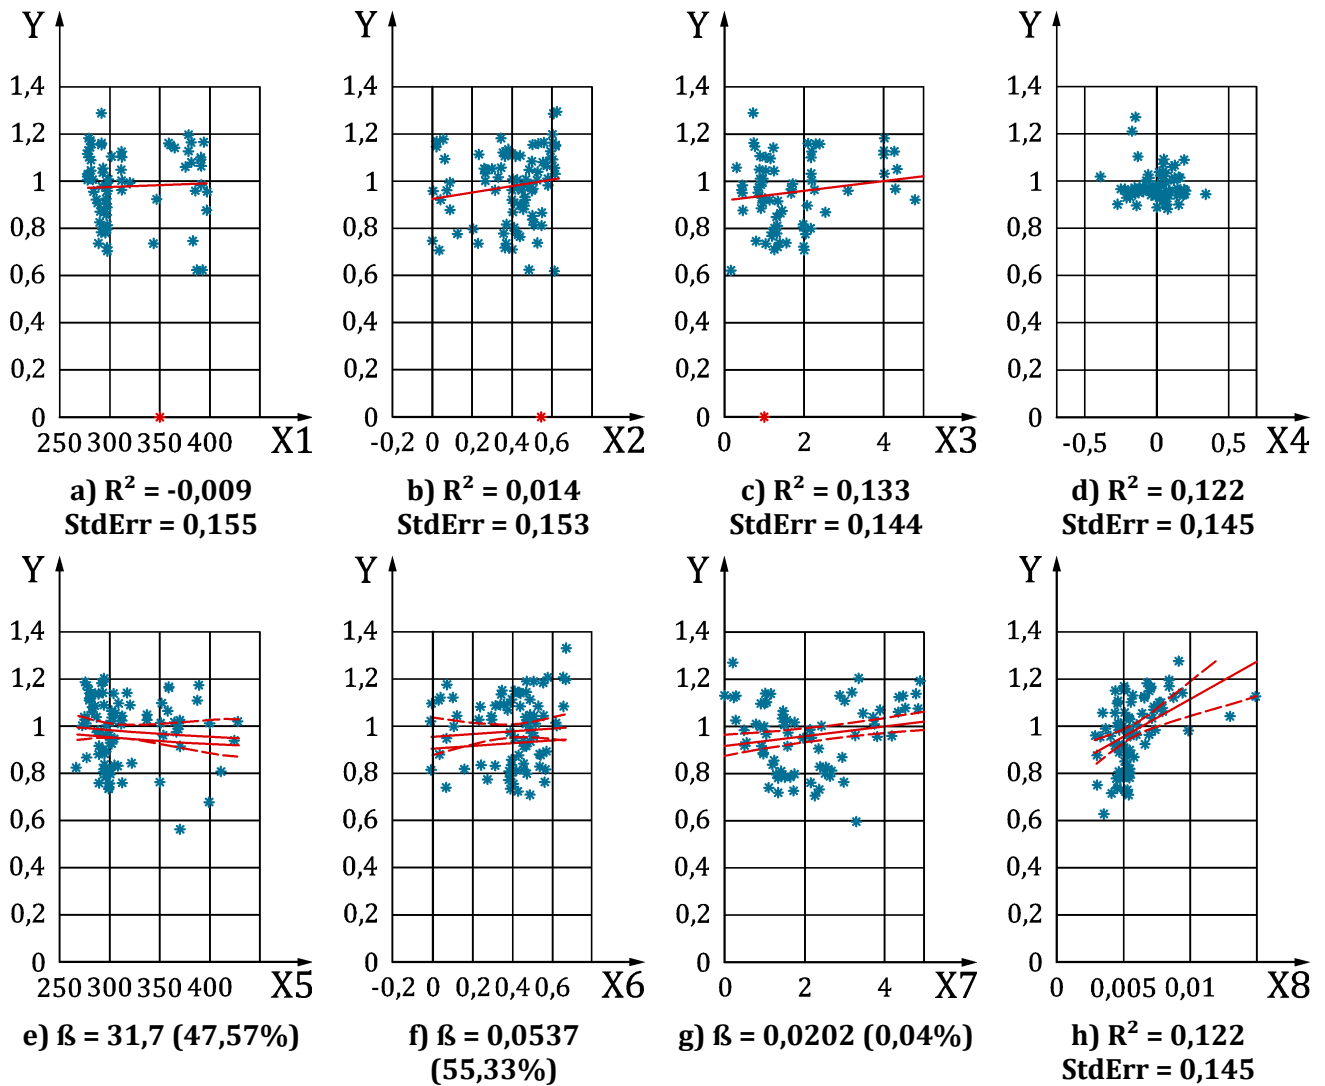 Y Y Y Y
1,4 1,4 1,4 1,4
1,2 1,2 1,2 1,2
1 1 1 1
0,8 0,8 0,8 0,8
0,6 0,6 0,6 0,6
0,4 0,4 0,4 0,4
0,2 0,2 0,2 0,2
0 0 0 0
250 300 350 400 X1 -0,2 0 0,2 0,4 0,6 X2 0 2 4 X3 -0,5 0 0,5 X4
a) R² = -0,009 b) R² = 0,014 c) R² = 0,133 d) R² = 0,122
StdErr = 0,155 StdErr = 0,153 StdErr = 0,144 StdErr = 0,145
Y Y Y Y
1,4 1,4 1,4 1,4
1,2 1,2 1,2 1,2
1 1 1 1
0,8 0,8 0,8 0,8
0,6 0,6 0,6 0,6
0,4 0,4 0,4 0,4
0,2 0,2 0,2 0,2
0 0 0 0
250 300 350 400 X5 -0,2 0 0,2 0,4 0,6 X6 0 2 4 X7 0 0,005 0,01 X8
e) ß = 31,7 (47,57%) f) ß = 0,0537 g) ß = 0,0202 (0,04%) h) R² = 0,122
(55,33%) StdErr = 0,145